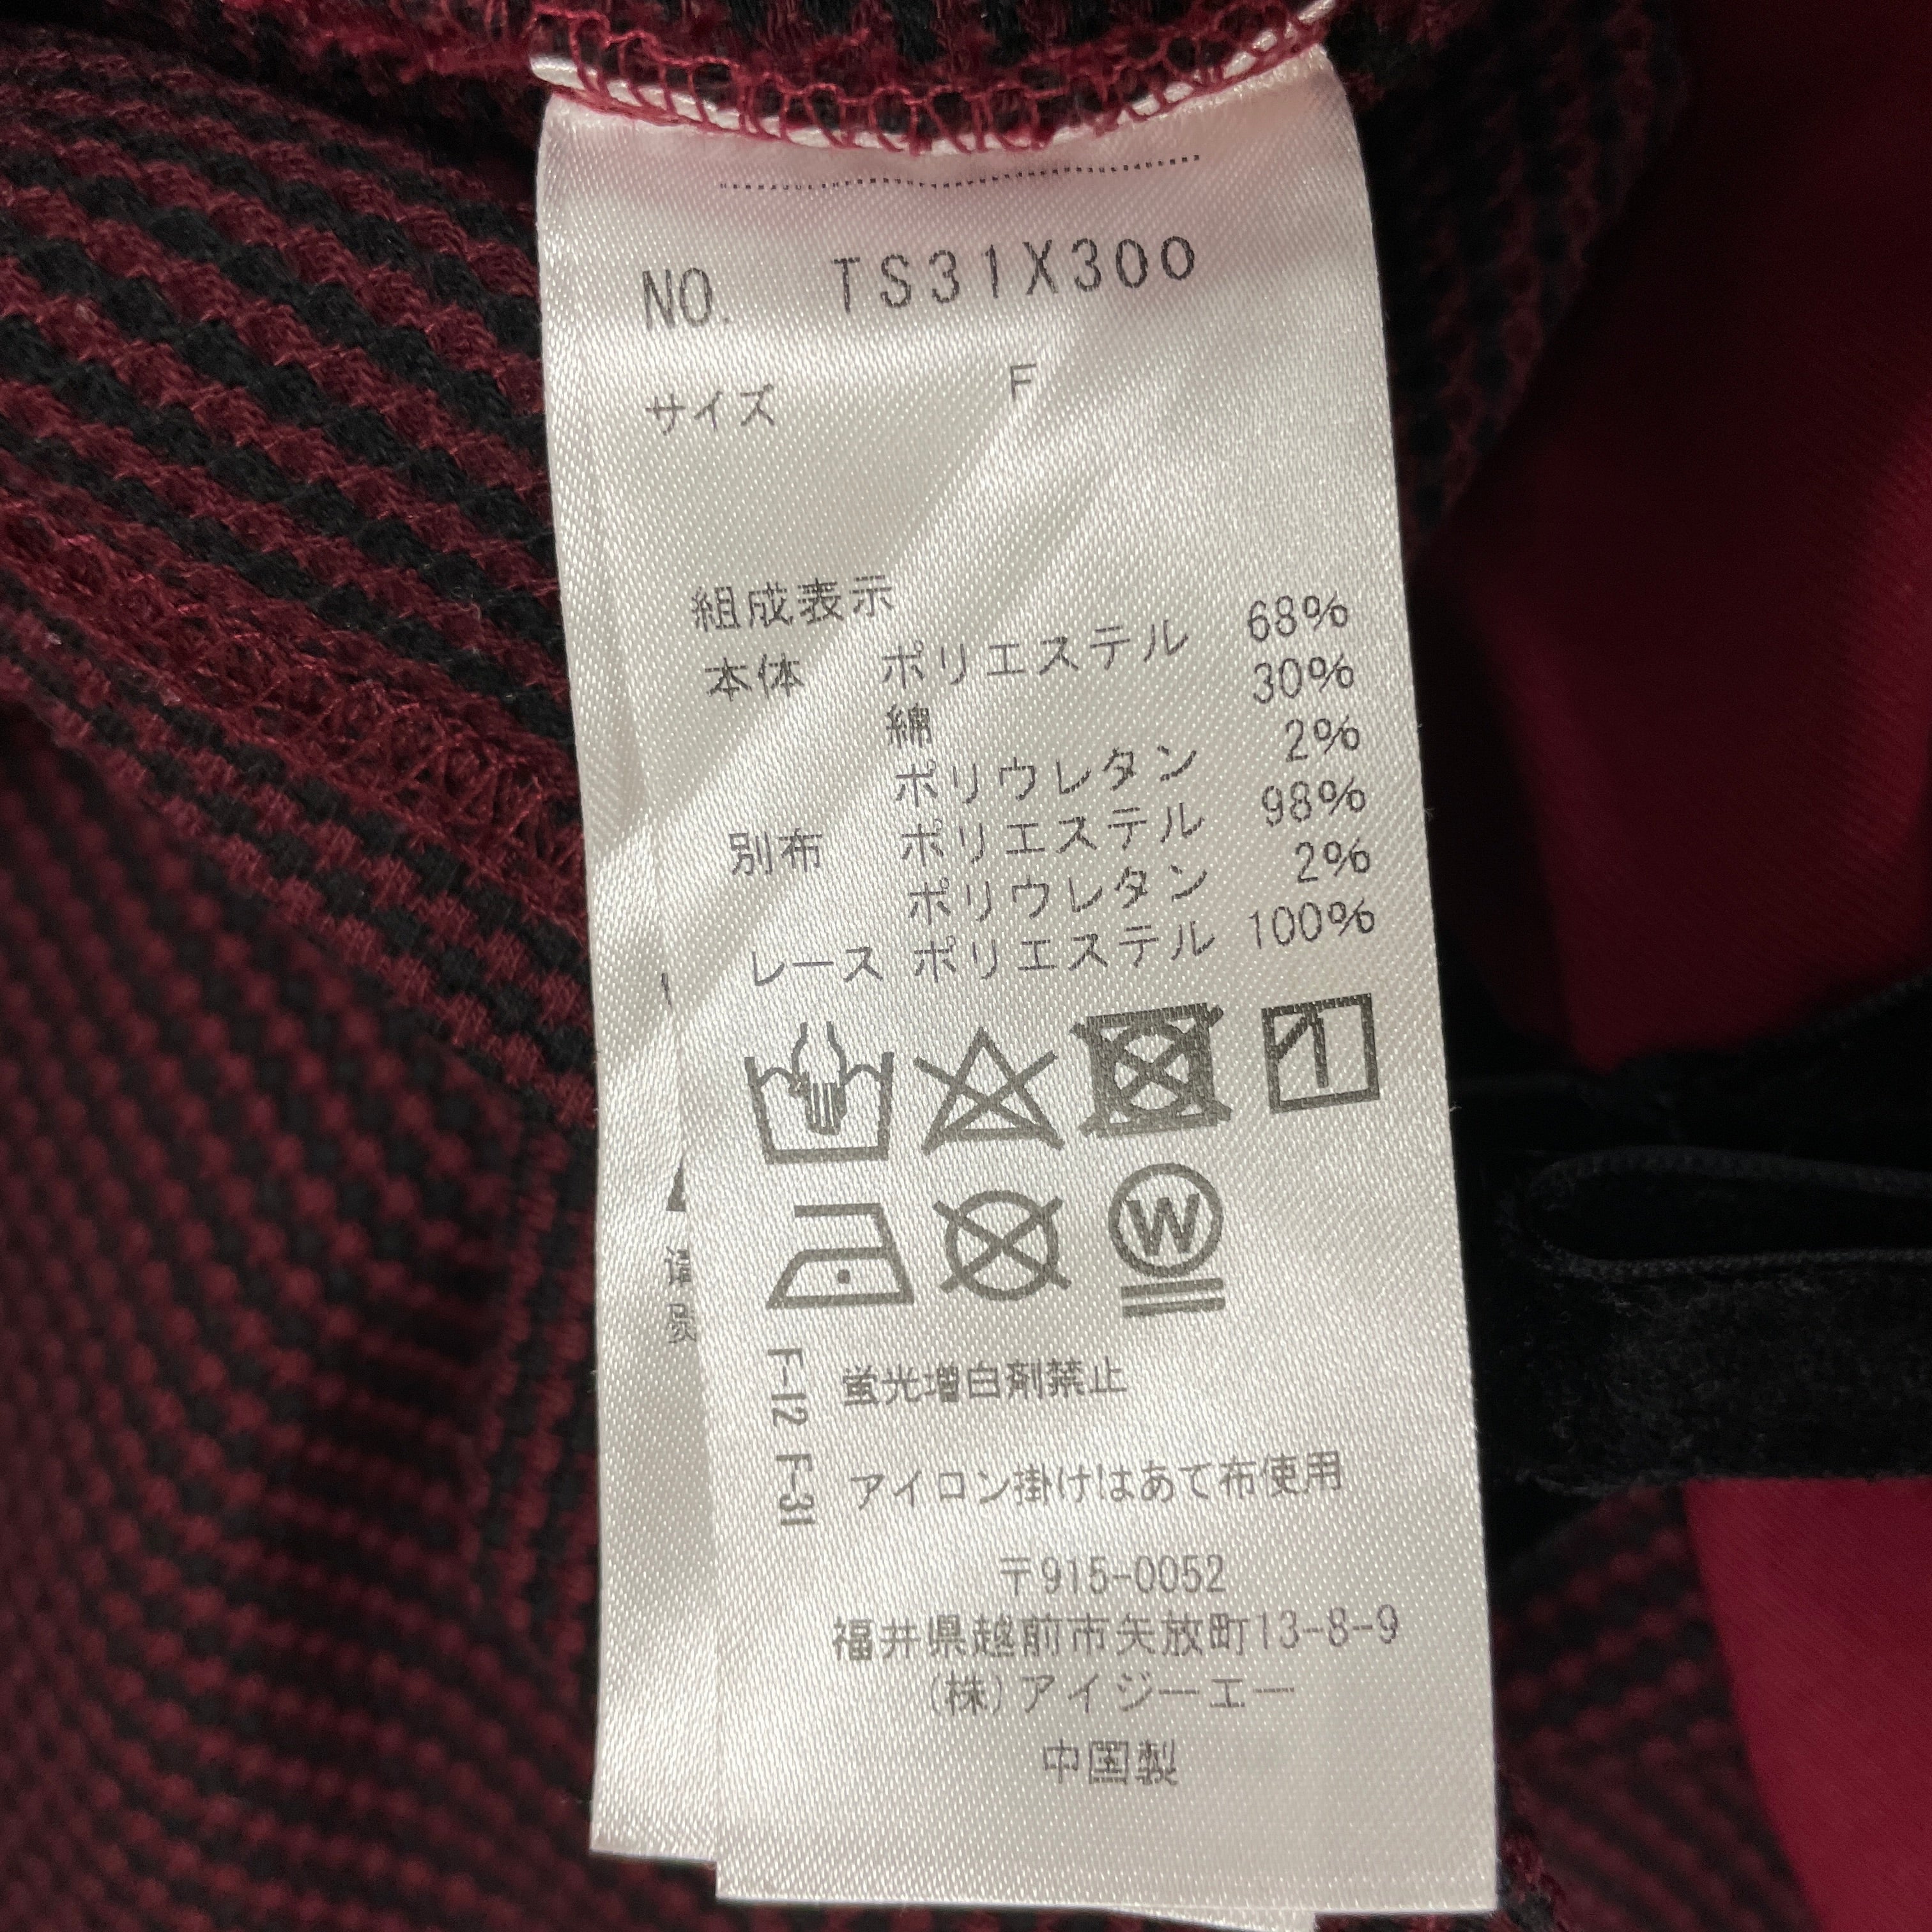 NO. TS31X300
サイズ F
組成表示
本体 ポリエステル 68%
綿 30%
ポリウレタン 2%
別布 ポリエステル 98%
ポリウレタン 2%
レース ポリエステル 100%
W
F-12 蛍光増白剤禁止
F-31 アイロン掛けはあて布使用
〒915-0052
福井県越前市矢放町13-8-9
(株)アイジーエー
中国製